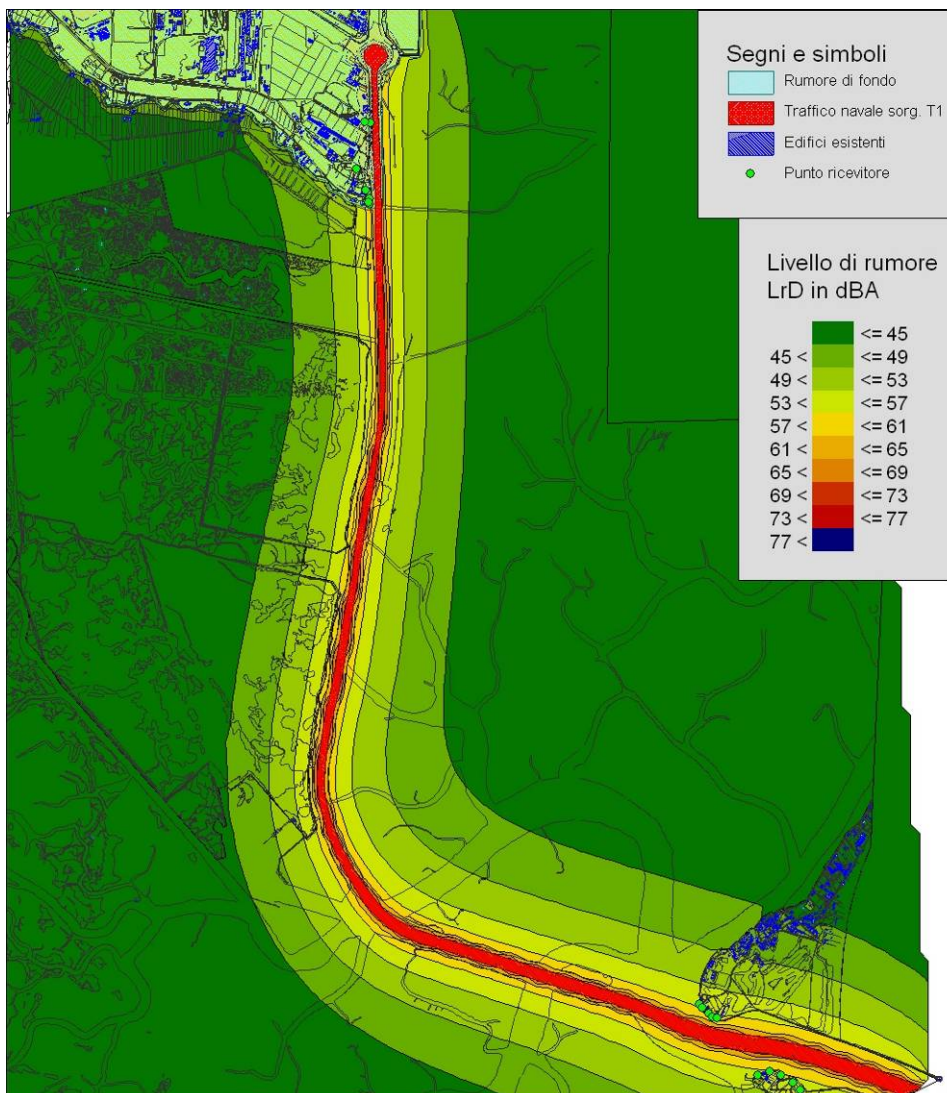 Segni e simboli
Rumore di fondo
Traffico navale sorg. T1
Edifici esistenti
Punto ricevitore
Livello di rumore
LrD in dBA
<= 45
45 < <= 49
49 < <= 53
53 < <= 57
57 < <= 61
61 < <= 65
65 < <= 69
69 < <= 73
73 < <= 77
77 <